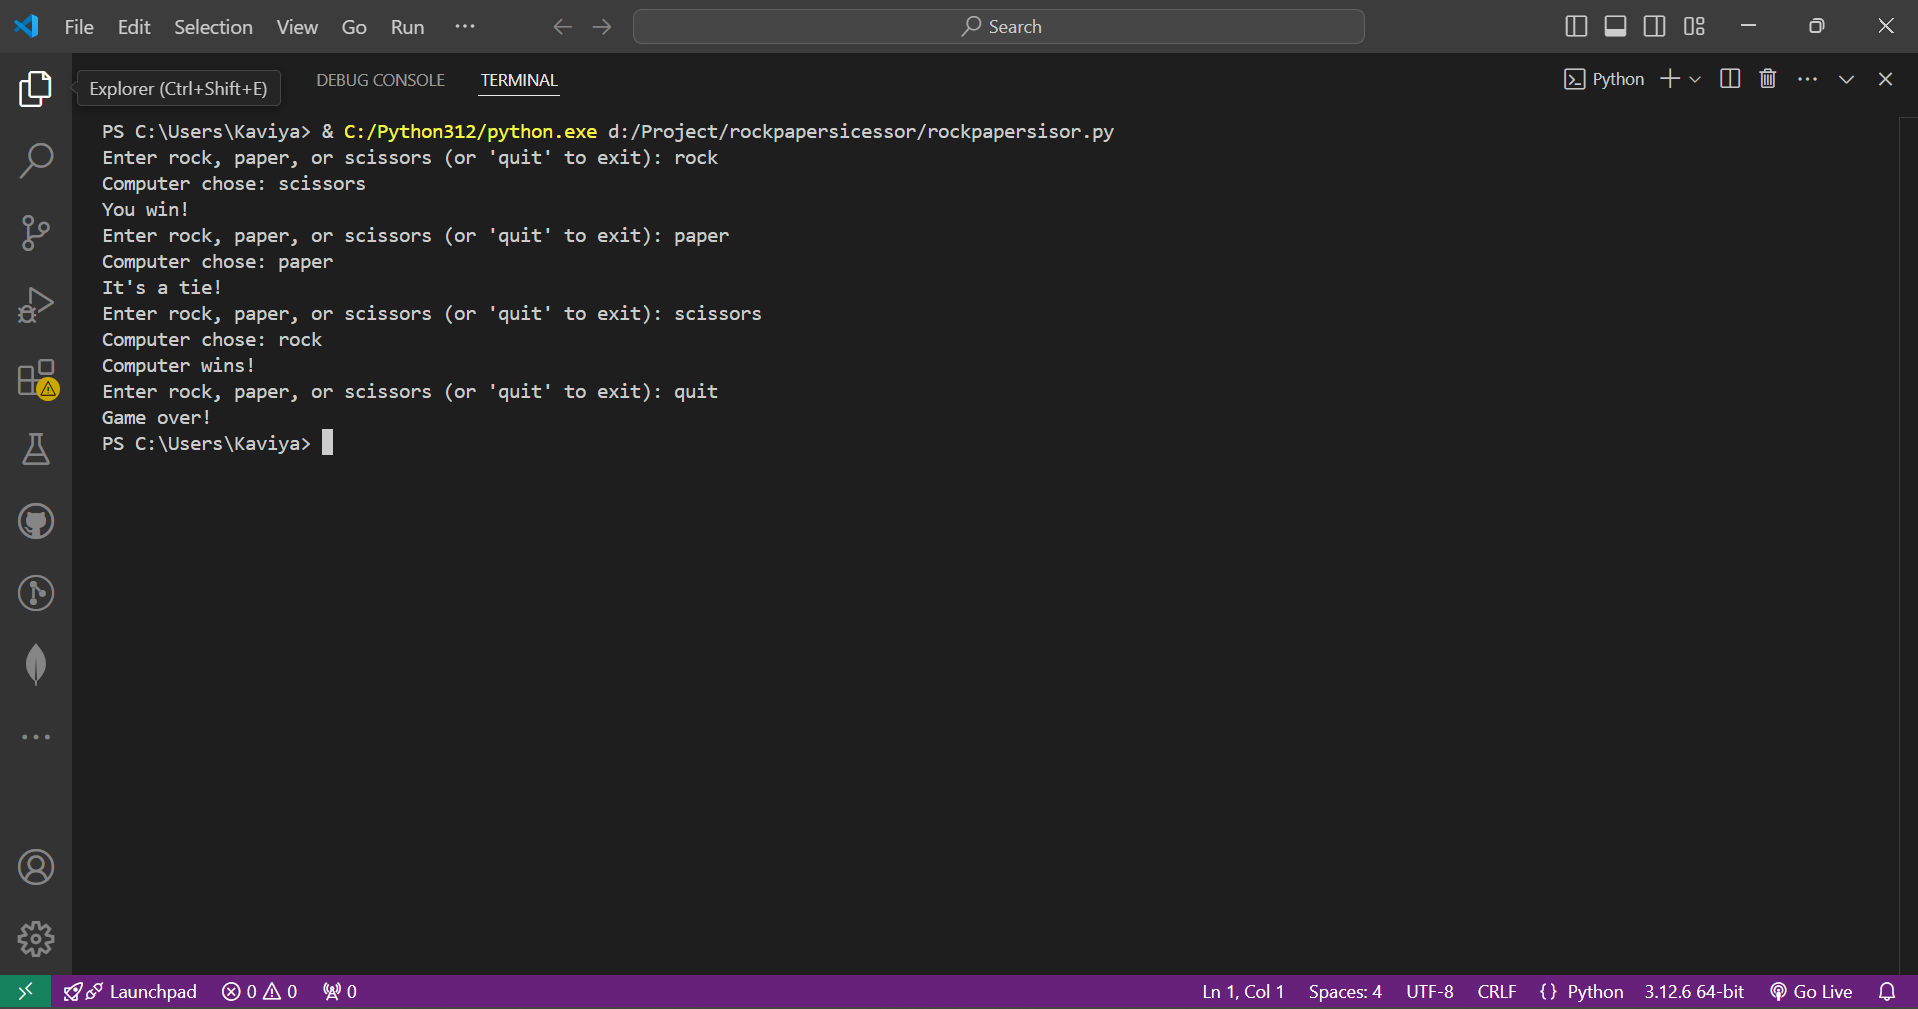 File Edit Selection View Go Run ··· Search
Explorer (Ctrl+Shift+E) DEBUG CONSOLE TERMINAL Python
PS C:\Users\Kaviya> & C:/Python312/python.exe d:/Project/rockpapersicessor/rockpapersisor.py
Enter rock, paper, or scissors (or 'quit' to exit): rock
Computer chose: scissors
You win!
Enter rock, paper, or scissors (or 'quit' to exit): paper
Computer chose: paper
It's a tie!
Enter rock, paper, or scissors (or 'quit' to exit): scissors
Computer chose: rock
Computer wins!
Enter rock, paper, or scissors (or 'quit' to exit): quit
Game over!
PS C:\Users\Kaviya>
Launchpad 0 0 0 Ln 1, Col 1 Spaces: 4 UTF-8 CRLF {} Python 3.12.6 64-bit Go Live